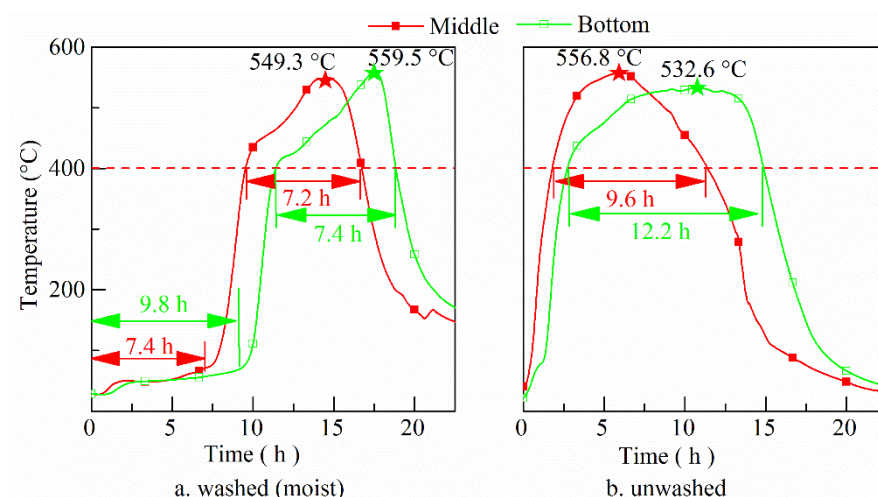 Middle Bottom
600
400
200
Temperature (°C)
549.3 °C
559.5 °C
7.2 h
7.4 h
9.8 h
7.4 h
0 5 10 15 20
Time ( h )
a. washed (moist)
556.8 °C
532.6 °C
9.6 h
12.2 h
0 5 10 15 20
Time ( h )
b. unwashed